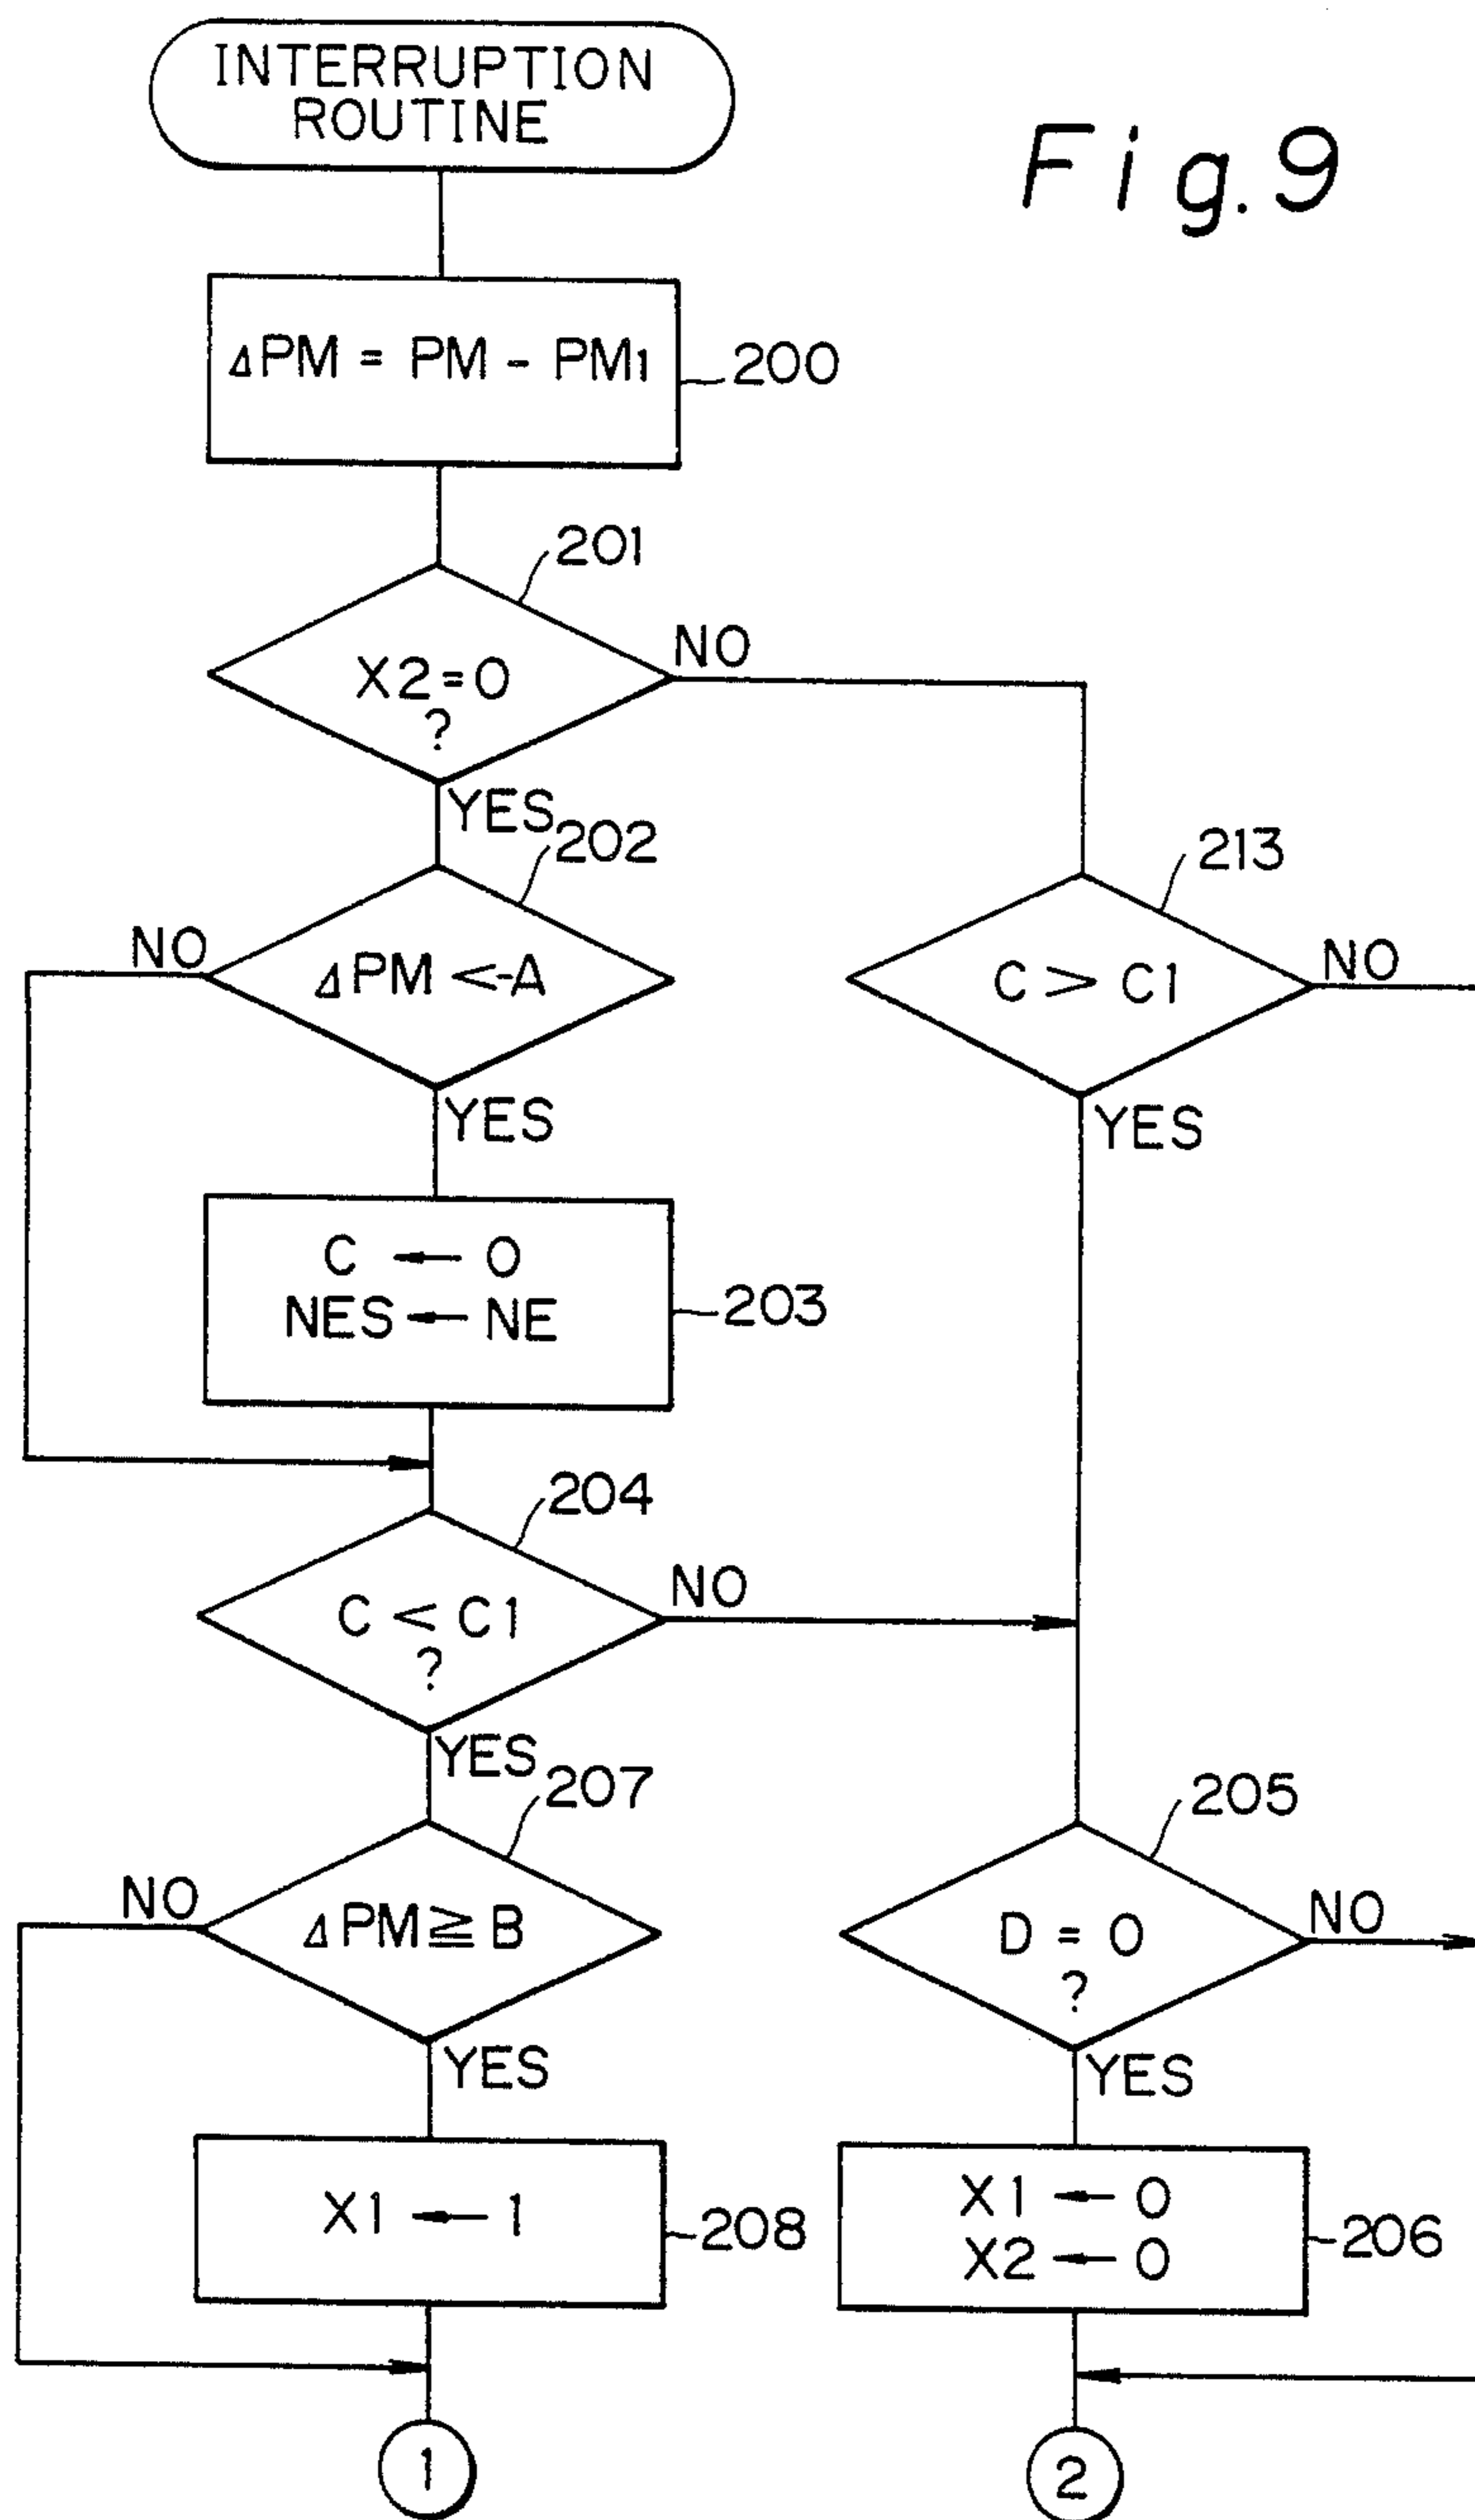 INTERRUPTION
ROUTINE
Fig.9
ΔPM = PM - PM1
200
201
X2=0
?
NO
YES
202
213
NO
ΔPM <-A
C > C1
NO
YES
YES
C ← 0
NES ← NE
203
204
C < C1
?
NO
YES
207
205
NO
ΔPM ≧ B
D = 0
?
NO
YES
YES
X1 ← 1
208
X1 ← 0
X2 ← 0
206
1
2